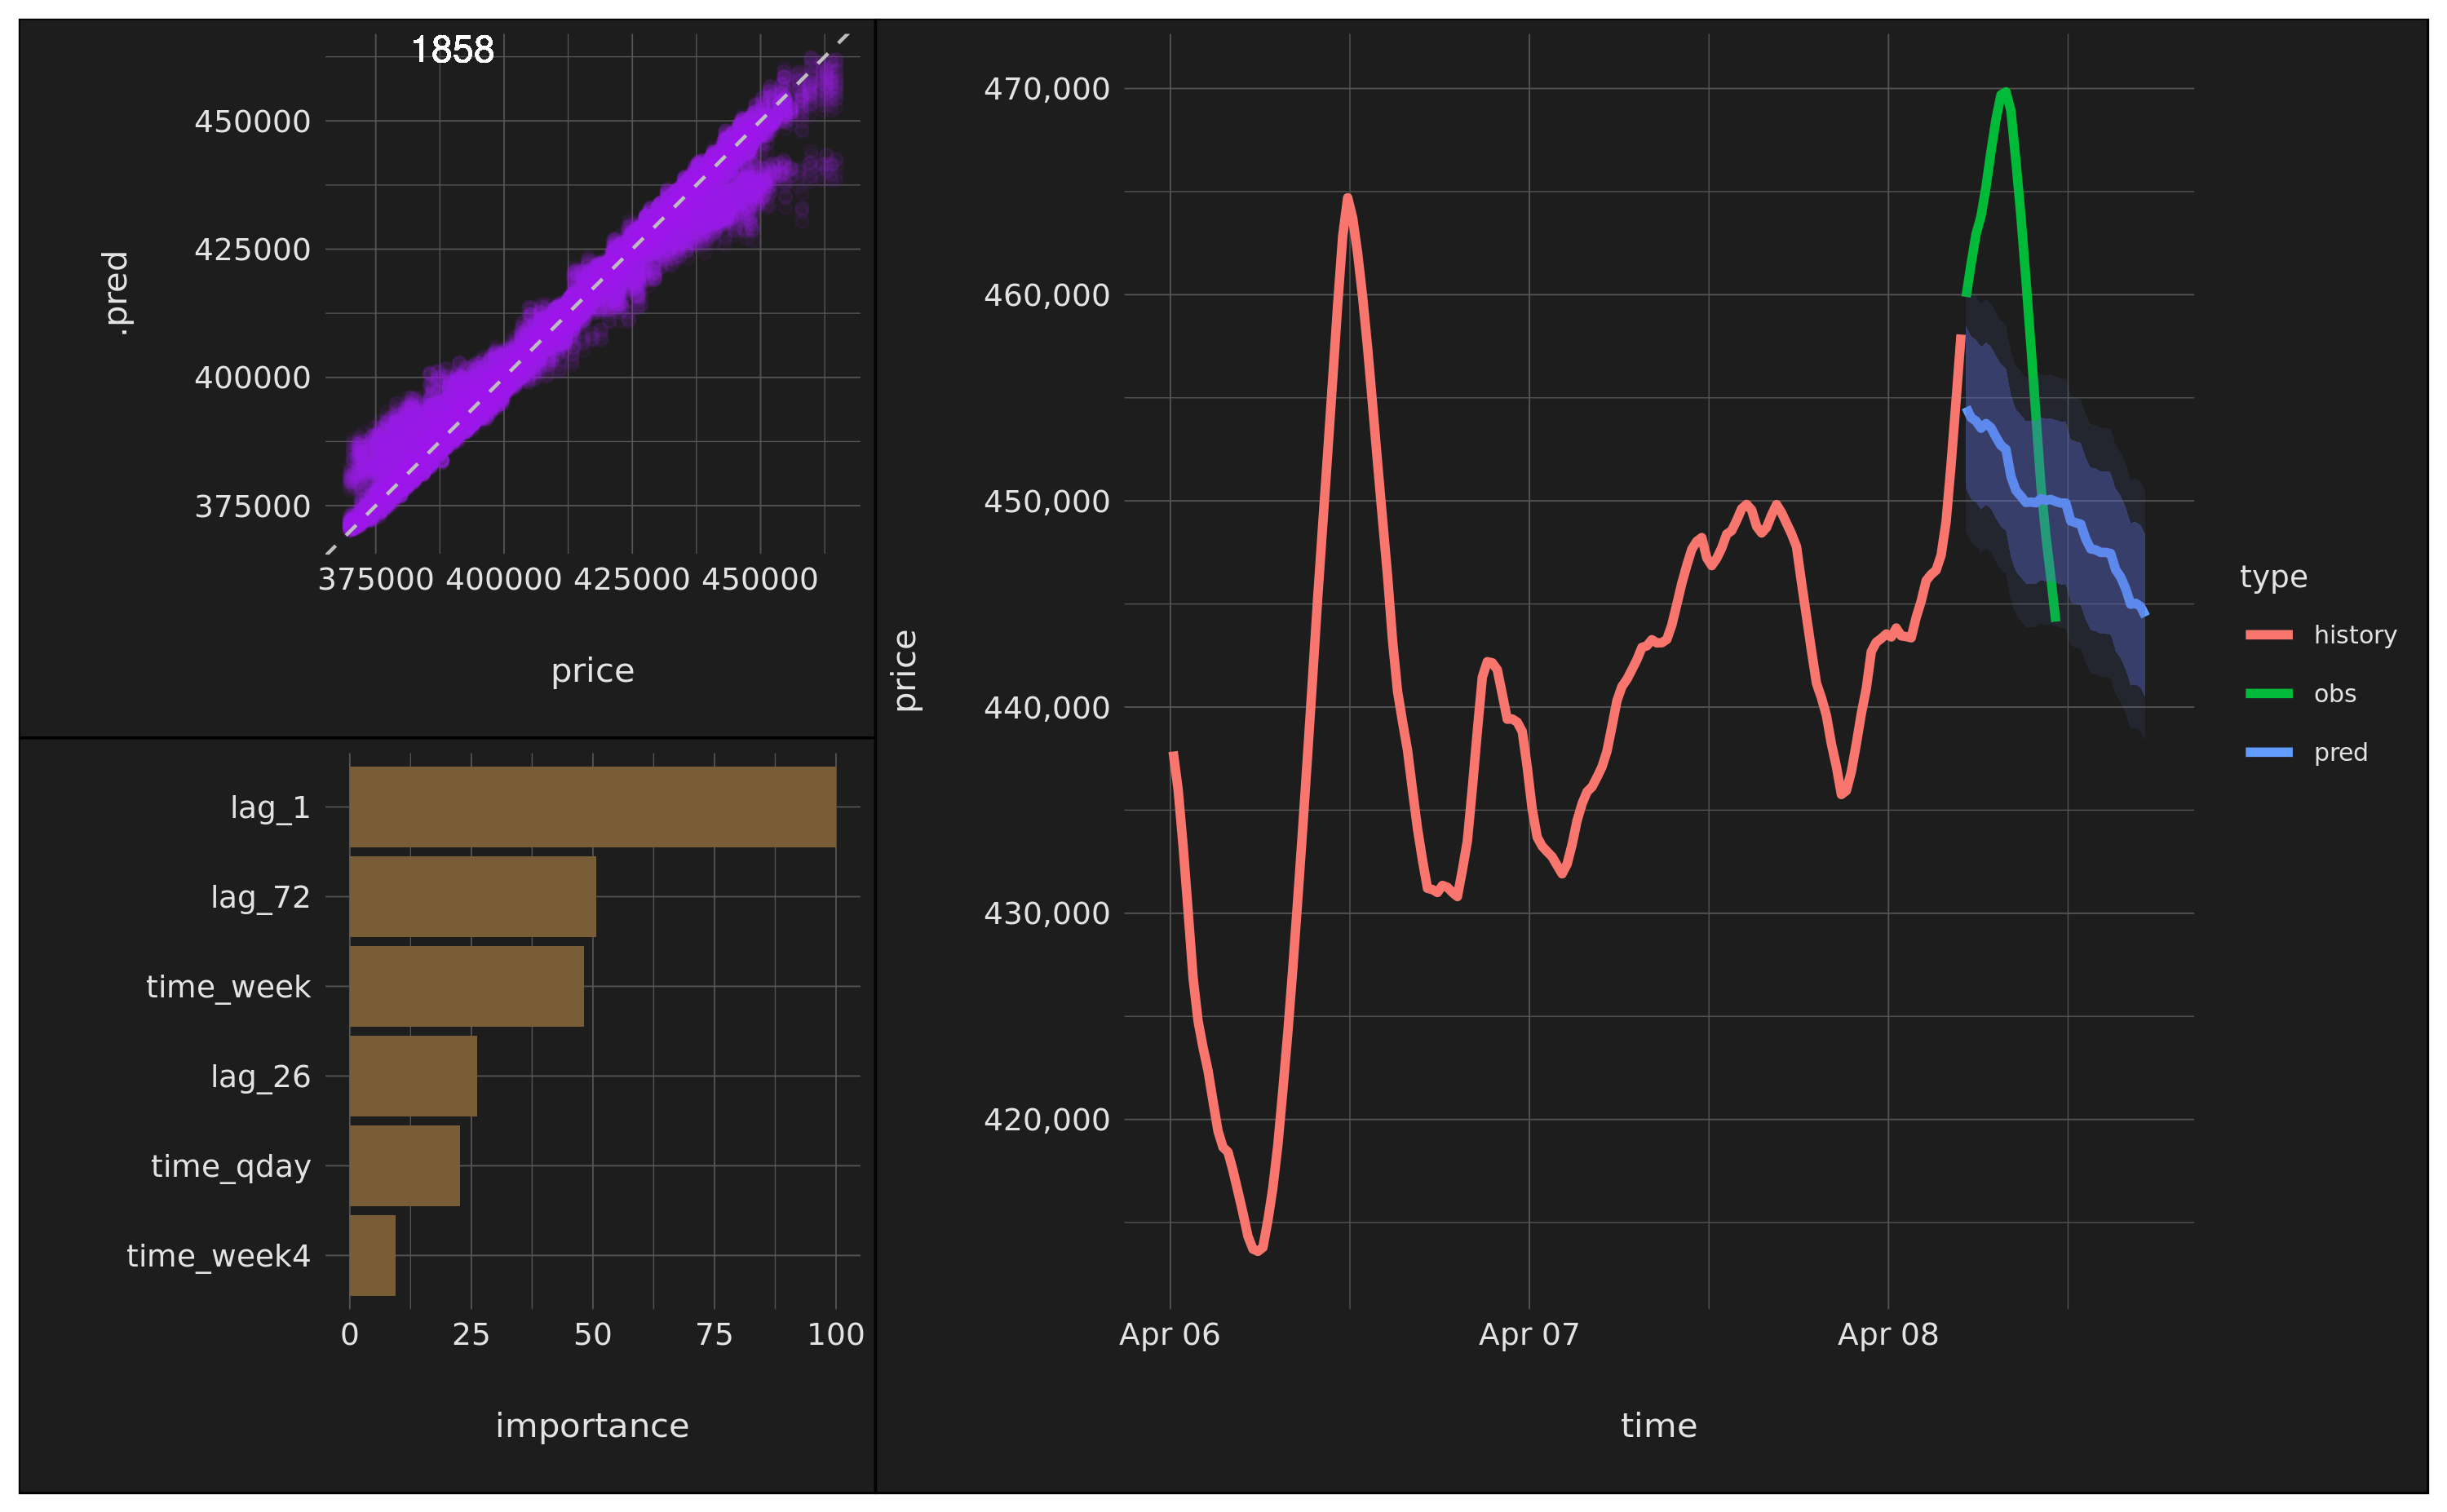 1858
.pred
450000
425000
400000
375000
375000 400000 425000 450000
price
lag_1
lag_72
time_week
lag_26
time_qday
time_week4
0 25 50 75 100
importance
price
470,000
460,000
450,000
440,000
430,000
420,000
Apr 06 Apr 07 Apr 08
time
type
history
obs
pred